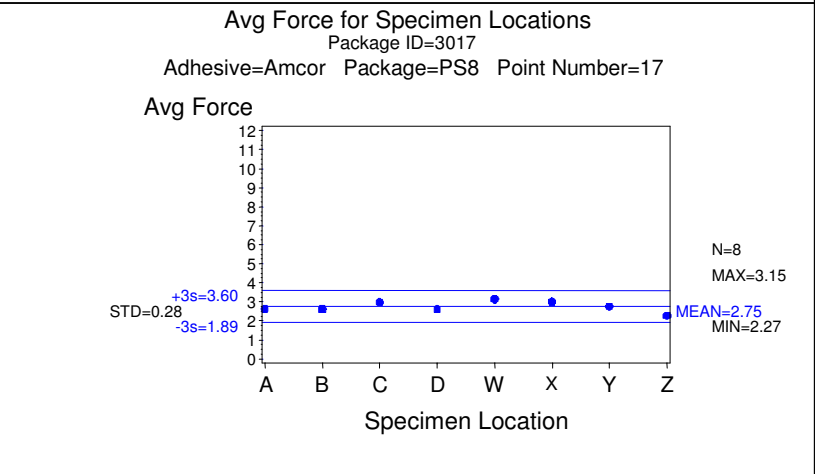 Avg Force for Specimen Locations
Package ID=3017
Adhesive=Amcor Package=PS8 Point Number=17
Avg Force
12
11
10
9
8
7
6
5
4
3
2
1
0
N=8
MAX=3.15
+3s=3.60
STD=0.28
MEAN=2.75
-3s=1.89
MIN=2.27
A B C D W X Y Z
Specimen Location